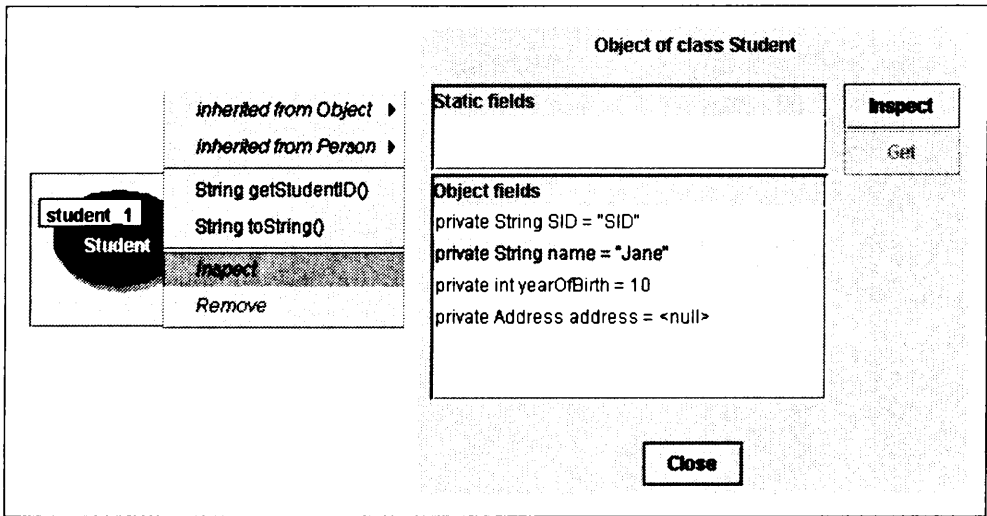 student_1
Student
inherited from Object
inherited from Person
String getStudentID()
String toString()
Inspect
Remove
Object of class Student
Static fields
Inspect
Get
Object fields
private String SID = "SID"
private String name = "Jane"
private int yearOfBirth = 10
private Address address = <null>
Close